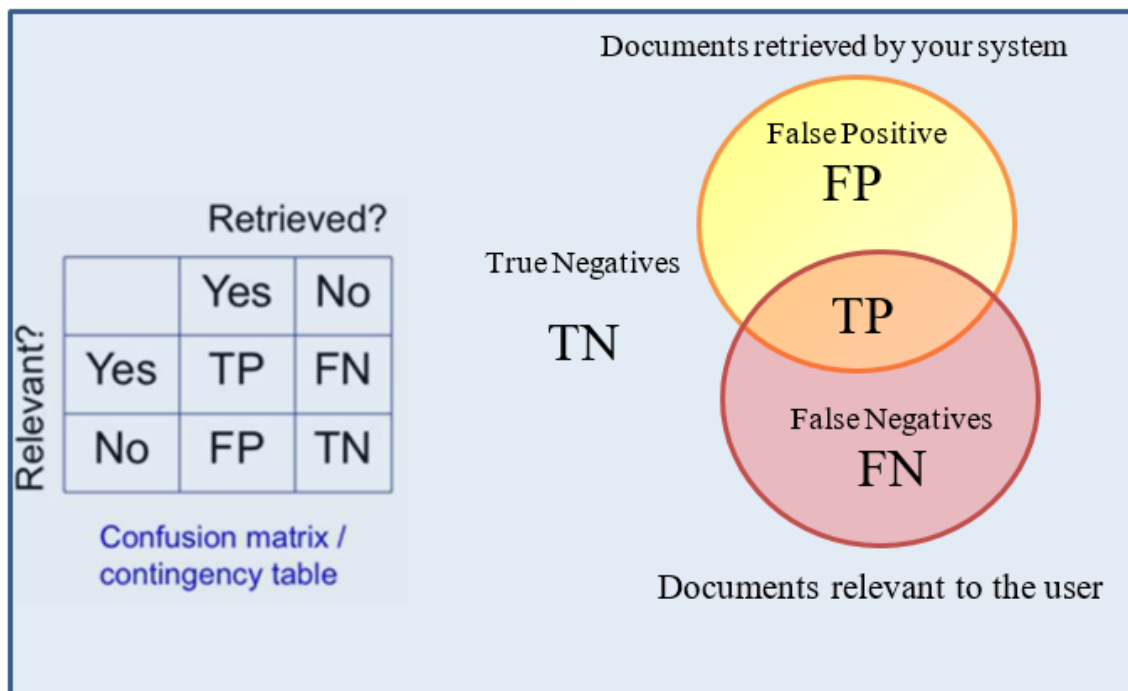 Documents retrieved by your system
False Positive
FP
Retrieved?
True Negatives
Yes No
TP
TN
Relevant?
Yes TP FN
No FP TN
False Negatives
FN
Confusion matrix /
contingency table
Documents relevant to the user